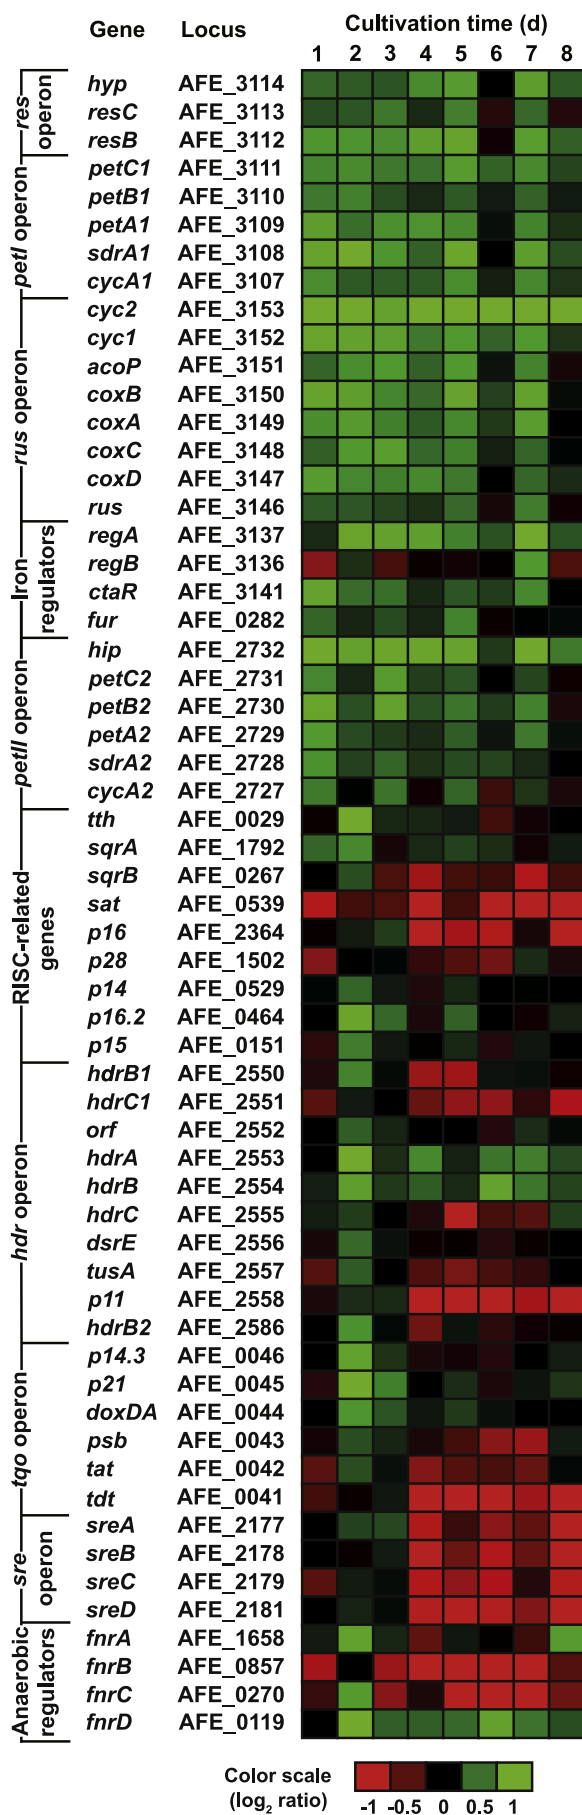 Cultivation time (d)
Gene Locus 1 2 3 4 5 6 7 8
res operon
hyp AFE_3114
resC AFE_3113
resB AFE_3112
petI operon
petC1 AFE_3111
petB1 AFE_3110
petA1 AFE_3109
sdrA1 AFE_3108
cycA1 AFE_3107
rus operon
cyc2 AFE_3153
cyc1 AFE_3152
acoP AFE_3151
coxB AFE_3150
coxA AFE_3149
coxC AFE_3148
coxD AFE_3147
rus AFE_3146
Iron regulators
regA AFE_3137
regB AFE_3136
ctaR AFE_3141
fur AFE_0282
petII operon
hip AFE_2732
petC2 AFE_2731
petB2 AFE_2730
petA2 AFE_2729
sdrA2 AFE_2728
cycA2 AFE_2727
RISC-related genes
tth AFE_0029
sqrA AFE_1792
sqrB AFE_0267
sat AFE_0539
p16 AFE_2364
p28 AFE_1502
p14 AFE_0529
p16.2 AFE_0464
p15 AFE_0151
hdr operon
hdrB1 AFE_2550
hdrC1 AFE_2551
orf AFE_2552
hdrA AFE_2553
hdrB AFE_2554
hdrC AFE_2555
dsrE AFE_2556
tusA AFE_2557
p11 AFE_2558
hdrB2 AFE_2586
tqo operon
p14.3 AFE_0046
p21 AFE_0045
doxDA AFE_0044
psb AFE_0043
tat AFE_0042
tdt AFE_0041
sre operon
sreA AFE_2177
sreB AFE_2178
sreC AFE_2179
sreD AFE_2181
Anaerobic regulators
fnrA AFE_1658
fnrB AFE_0857
fnrC AFE_0270
fnrD AFE_0119
Color scale
(log2 ratio)
-1 -0.5 0 0.5 1